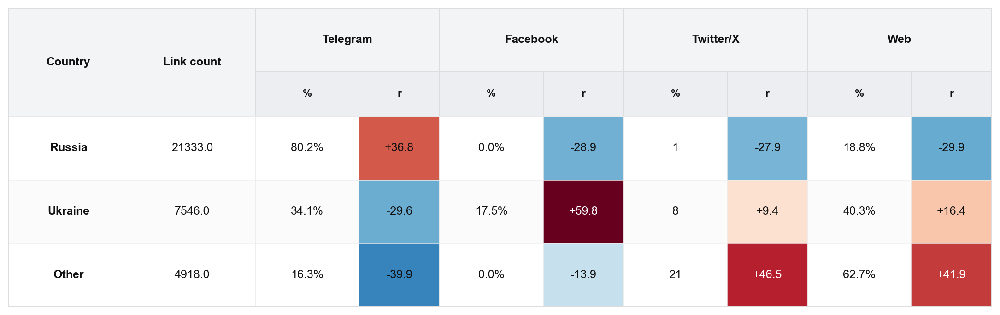 Country Link count Telegram Facebook Twitter/X Web
% r % r % r % r
Russia 21333.0 80.2% +36.8 0.0% -28.9 1 -27.9 18.8% -29.9
Ukraine 7546.0 34.1% -29.6 17.5% +59.8 8 +9.4 40.3% +16.4
Other 4918.0 16.3% -39.9 0.0% -13.9 21 +46.5 62.7% +41.9